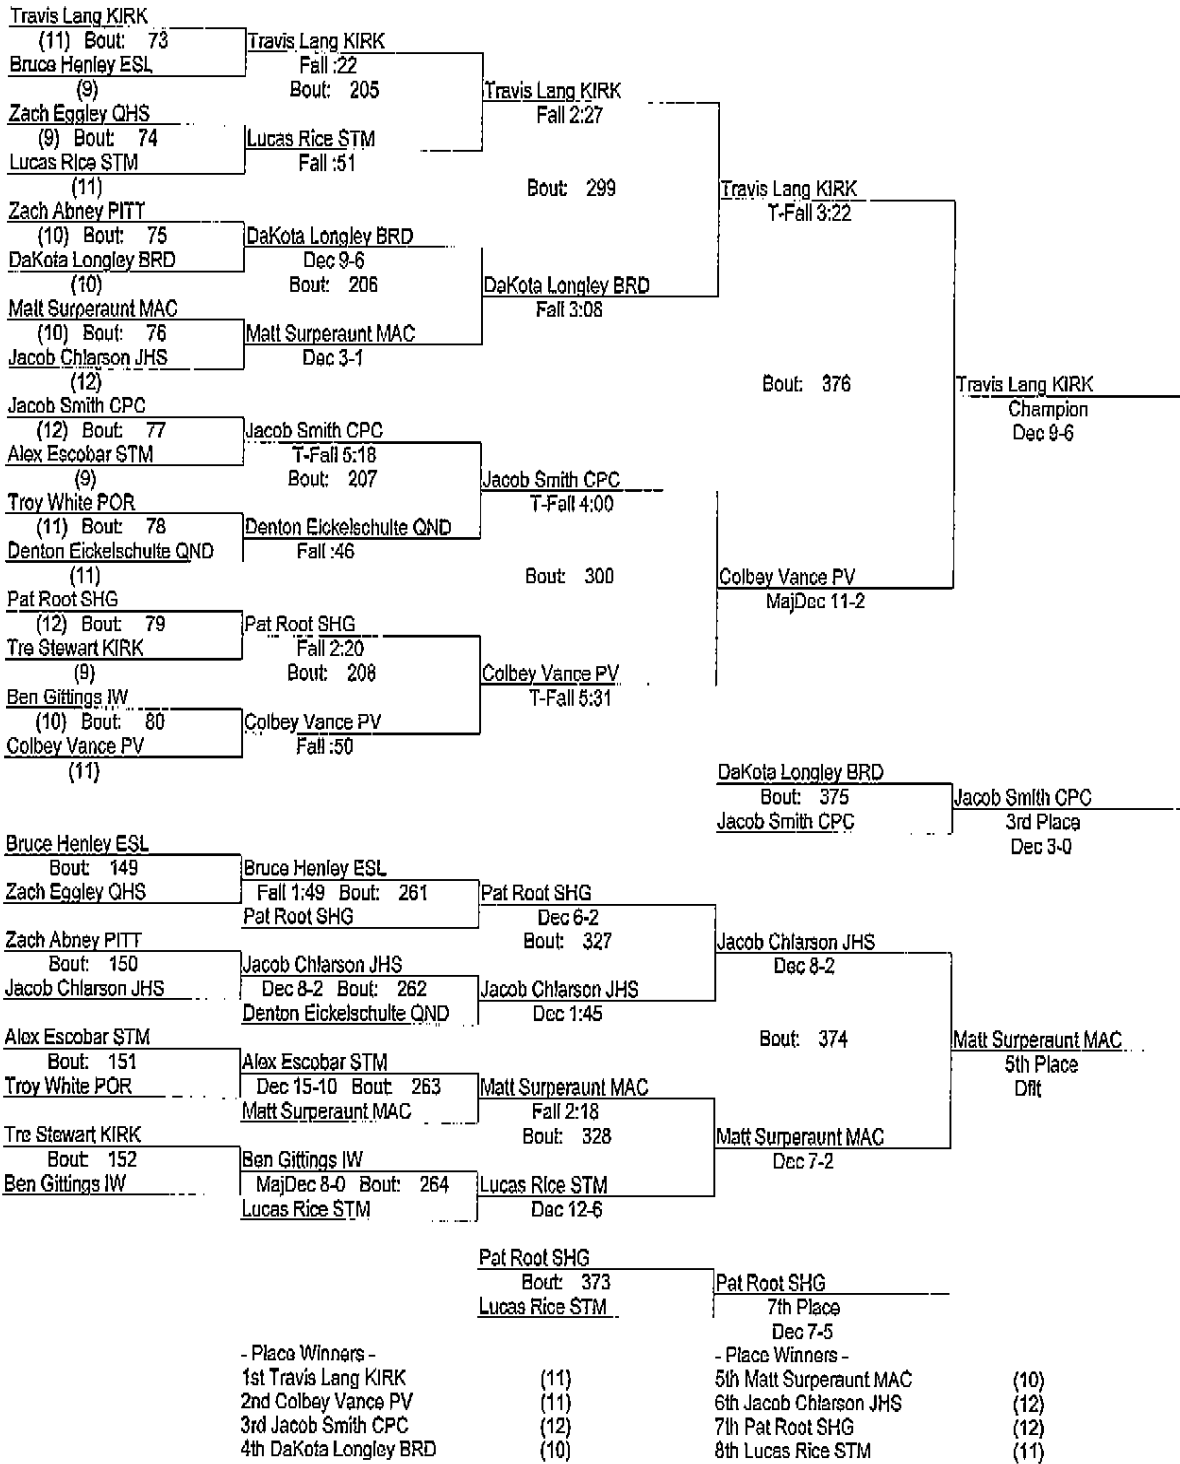 Travis Lang KIRK
(11) Bout: 73
Bruce Henley ESL
(9)
Zach Eggley QHS
(9) Bout: 74
Lucas Rice STM
(11)
Zach Abney PITT
(10) Bout: 75
DaKota Longley BRD
(10)
Matt Surperaunt MAC
(10) Bout: 76
Jacob Chlarson JHS
(12)
Jacob Smith CPC
(12) Bout: 77
Alex Escobar STM
(9)
Troy White POR
(11) Bout: 78
Denton Eickelschulte QND
(11)
Pat Root SHG
(12) Bout: 79
Tre Stewart KIRK
(9)
Ben Gittings IW
(10) Bout: 80
Colbey Vance PV
(11)
Travis Lang KIRK
Fall :22
Bout: 205
Lucas Rice STM
Fall :51
DaKota Longley BRD
Dec 9-6
Bout: 206
Matt Surperaunt MAC
Dec 3-1
Jacob Smith CPC
T-Fall 5:18
Bout: 207
Denton Eickelschulte QND
Fall :46
Pat Root SHG
Fall 2:20
Bout: 208
Colbey Vance PV
Fall :50
Travis Lang KIRK
Fall 2:27
Bout: 299
DaKota Longley BRD
Fall 3:08
Jacob Smith CPC
T-Fall 4:00
Bout: 300
Colbey Vance PV
T-Fall 5:31
Travis Lang KIRK
T-Fall 3:22
Bout: 376
Colbey Vance PV
MajDec 11-2
Travis Lang KIRK
Champion
Dec 9-6
DaKota Longley BRD
Bout: 375
Jacob Smith CPC
Jacob Smith CPC
3rd Place
Dec 3-0
Bruce Henley ESL
Bout: 149
Zach Eggley QHS
Zach Abney PITT
Bout: 150
Jacob Chlarson JHS
Alex Escobar STM
Bout: 151
Troy White POR
Tre Stewart KIRK
Bout: 152
Ben Gittings IW
Bruce Henley ESL
Fall 1:49 Bout: 261
Pat Root SHG
Jacob Chlarson JHS
Dec 8-2 Bout: 262
Denton Eickelschulte QND
Alex Escobar STM
Dec 15-10 Bout: 263
Matt Surperaunt MAC
Ben Gittings IW
MajDec 8-0 Bout: 264
Lucas Rice STM
Pat Root SHG
Dec 6-2
Bout: 327
Jacob Chlarson JHS
Dec 1:45
Matt Surperaunt MAC
Fall 2:18
Bout: 328
Lucas Rice STM
Dec 12-6
Jacob Chlarson JHS
Dec 8-2
Bout: 374
Matt Surperaunt MAC
Dec 7-2
Matt Surperaunt MAC
5th Place
Dflt
Pat Root SHG
Bout: 373
Lucas Rice STM
Pat Root SHG
7th Place
Dec 7-5
- Place Winners -
1st Travis Lang KIRK (11)
2nd Colbey Vance PV (11)
3rd Jacob Smith CPC (12)
4th DaKota Longley BRD (10)
- Place Winners -
5th Matt Surperaunt MAC (10)
6th Jacob Chlarson JHS (12)
7th Pat Root SHG (12)
8th Lucas Rice STM (11)